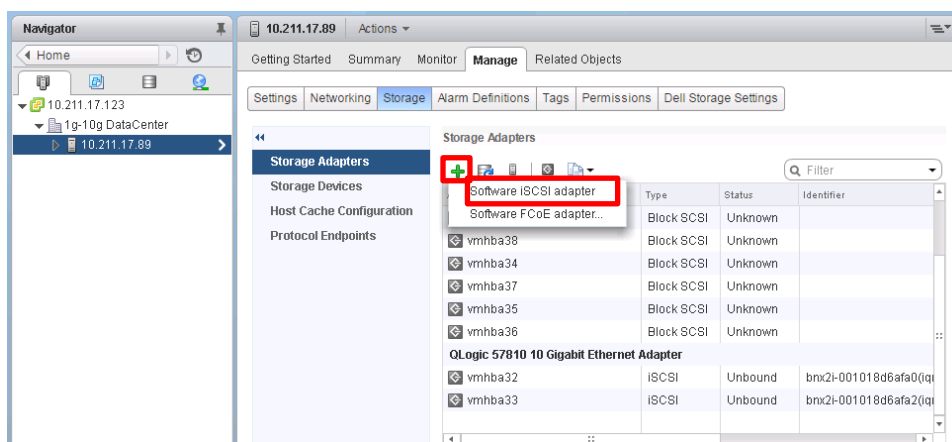 Navigator
10.211.17.89 Actions
Home
Getting Started Summary Monitor Manage Related Objects
Settings Networking Storage Alarm Definitions Tags Permissions Dell Storage Settings
10.211.17.123
1g-10g DataCenter
10.211.17.89
Storage Adapters
Storage Devices
Host Cache Configuration
Protocol Endpoints
Storage Adapters
Filter
Software iSCSI adapter
Software FCoE adapter...
Type Status Identifier
Block SCSI Unknown
vmhba38 Block SCSI Unknown
vmhba34 Block SCSI Unknown
vmhba37 Block SCSI Unknown
vmhba35 Block SCSI Unknown
vmhba36 Block SCSI Unknown
QLogic 57810 10 Gigabit Ethernet Adapter
vmhba32 iSCSI Unbound bnx2i-001018d6afa0(iq
vmhba33 iSCSI Unbound bnx2i-001018d6afa2(iq